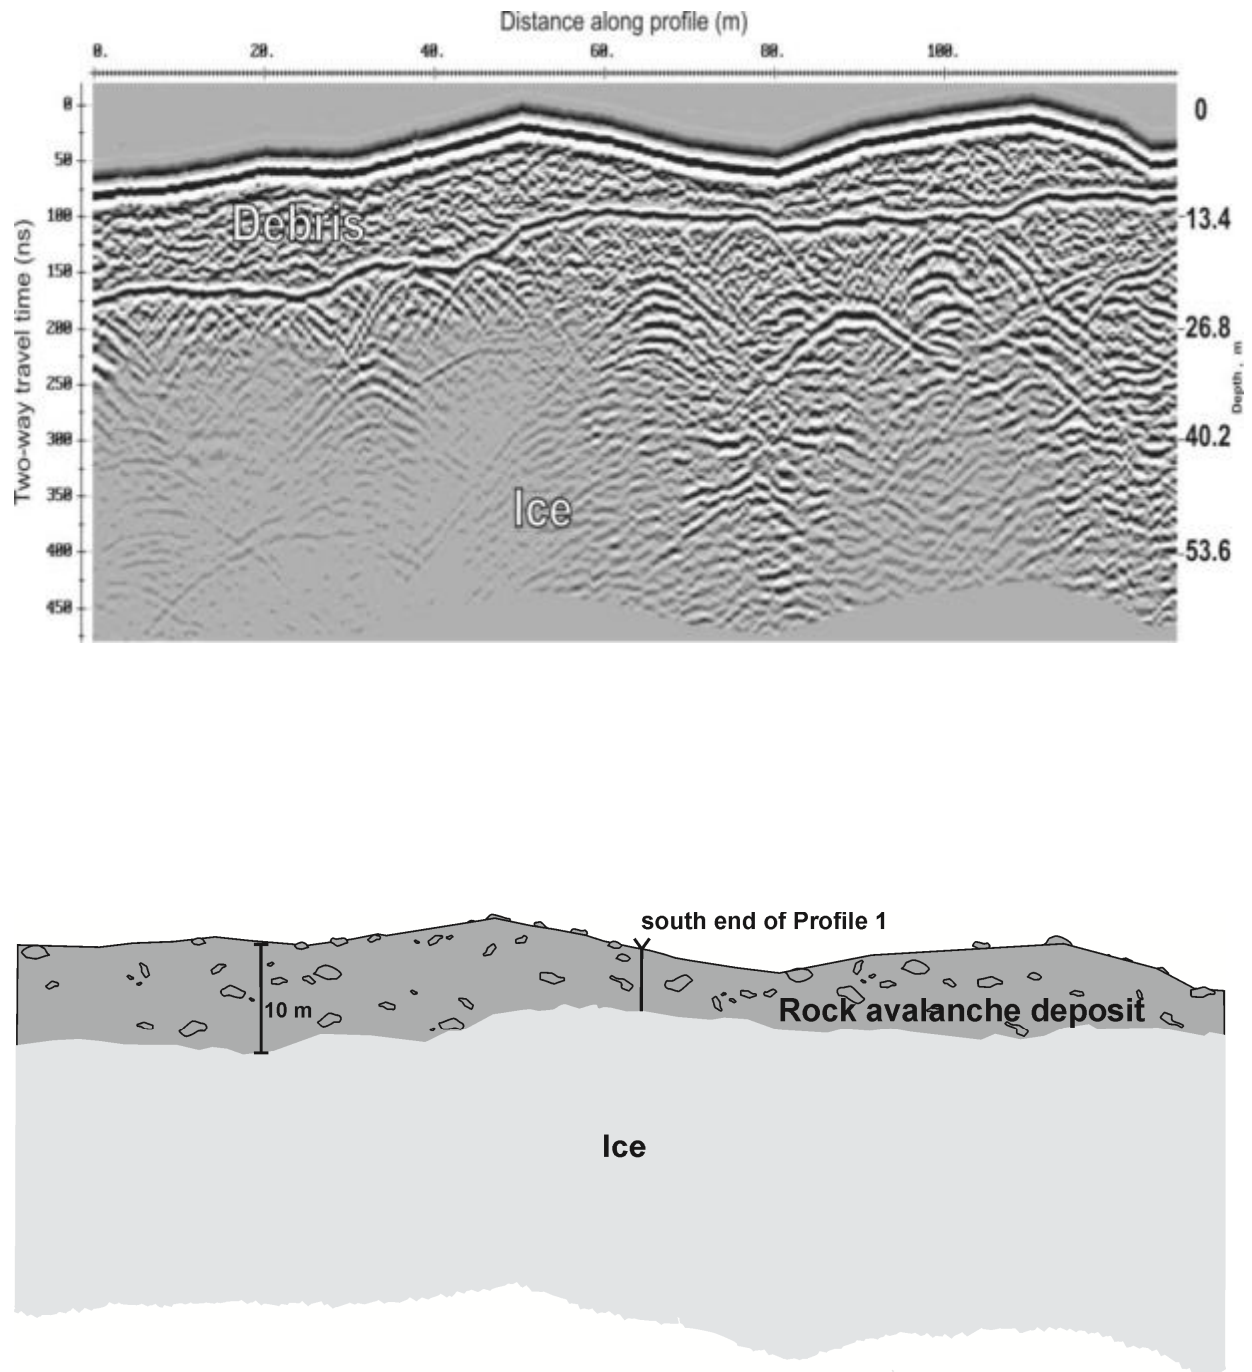 Distance along profile (m)
0. 20. 40. 60. 80. 100.
0 0
50
Debris
100 13.4
150
200 26.8
250
300 40.2
350
Ice
400 53.6
450
Two-way travel time (ns)
Depth , m
south end of Profile 1
10 m
Rock avalanche deposit
Ice